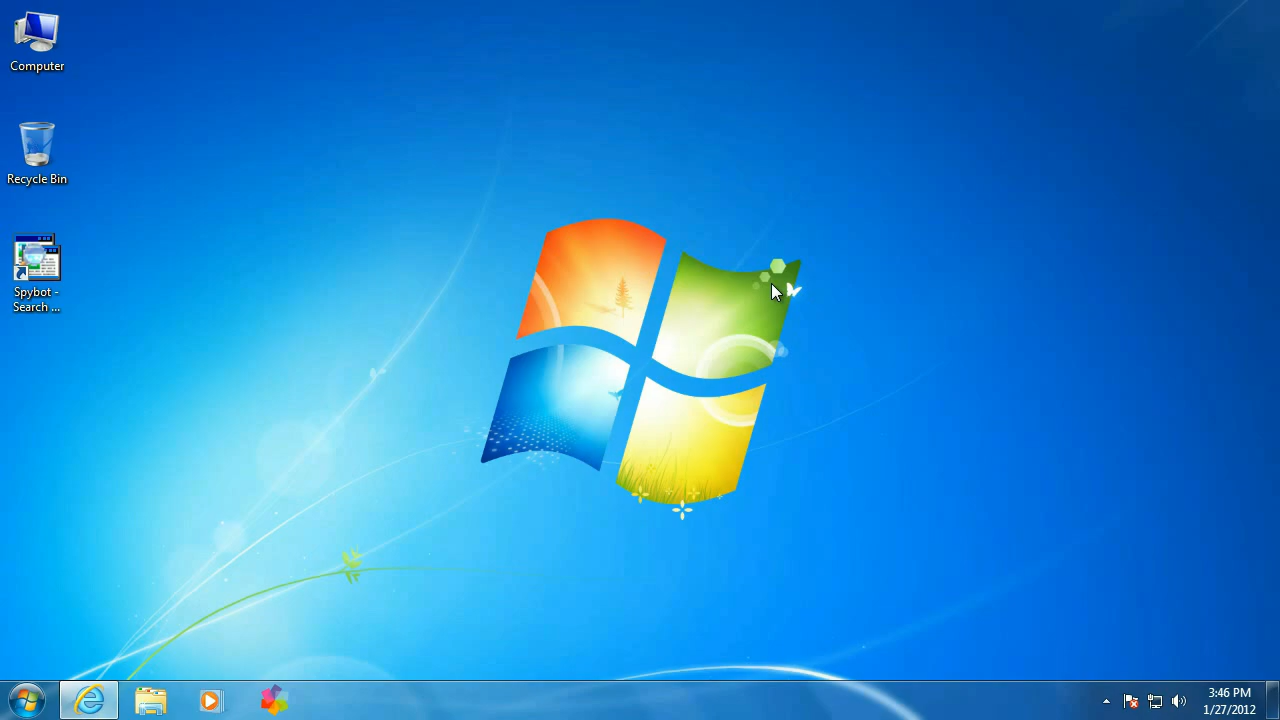 Computer
Recycle Bin
Spybot -
Search ...
3:46 PM
1/27/2012